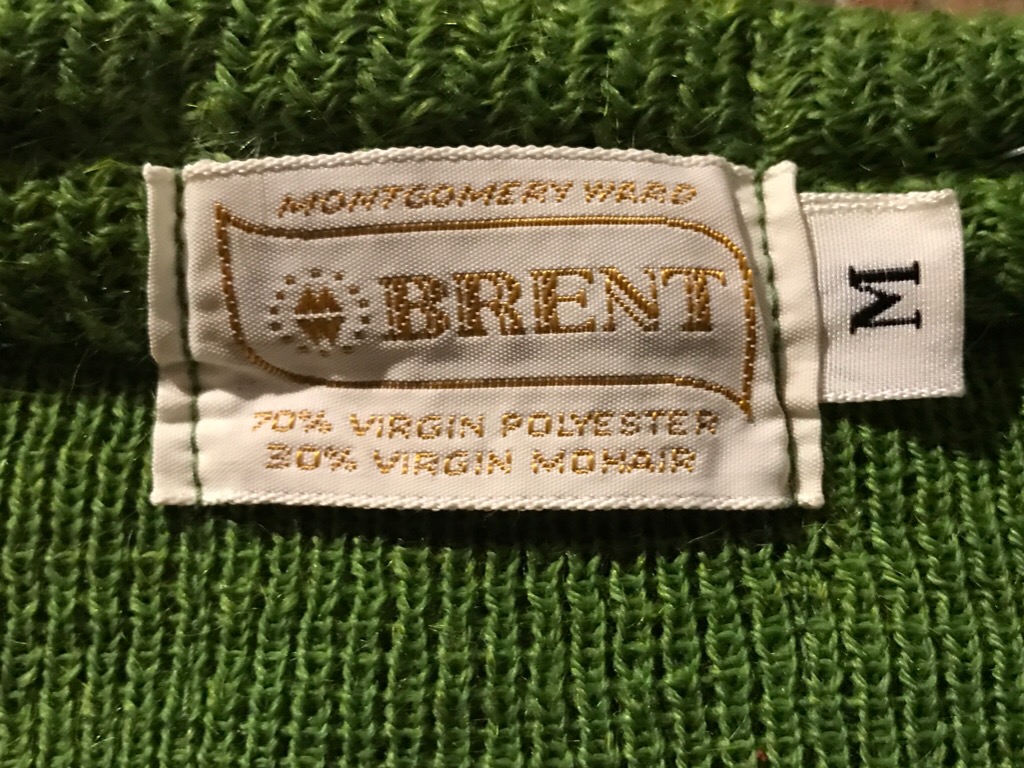 MONTGOMERY WARD
BRENT
70% VIRGIN POLYESTER
30% VIRGIN MOHAIR
M